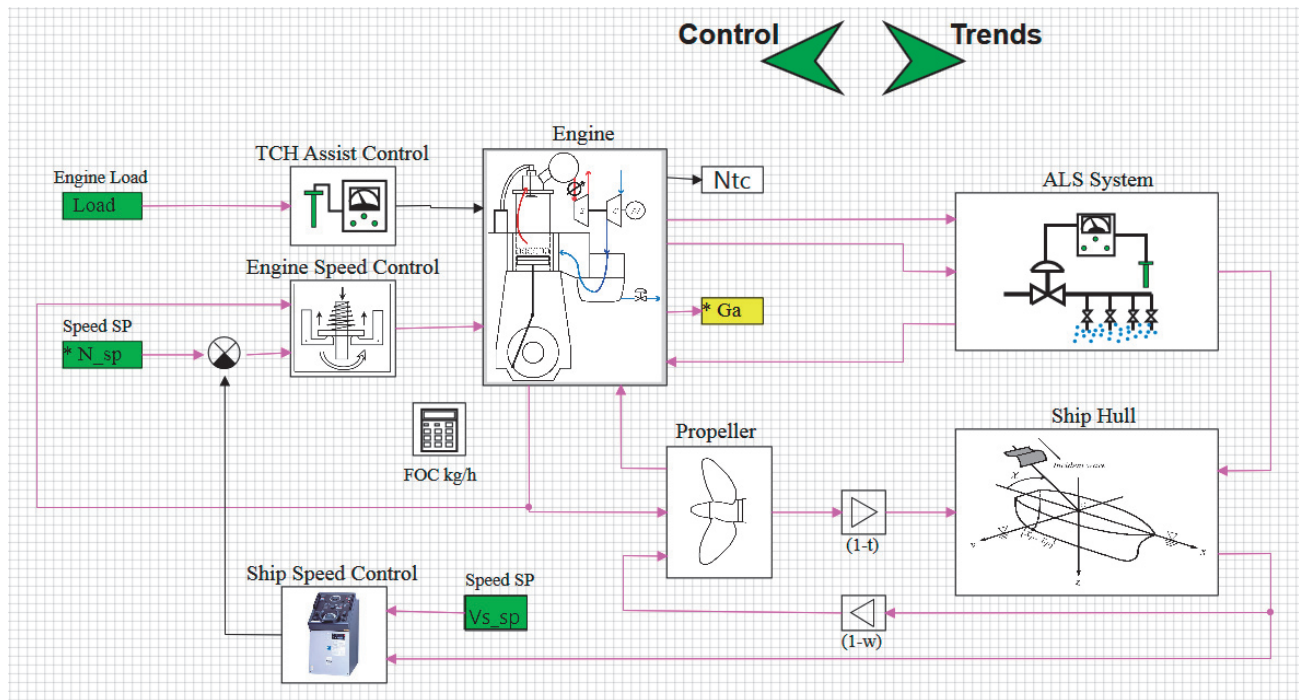 Control
Trends
Engine
TCH Assist Control
ALS System
Engine Load
Load
Ntc
Engine Speed Control
* Ga
Speed SP
* N_sp
Propeller
Ship Hull
Incident wave
FOC kg/h
(1-t)
Ship Speed Control
Speed SP
Vs_sp
(1-w)